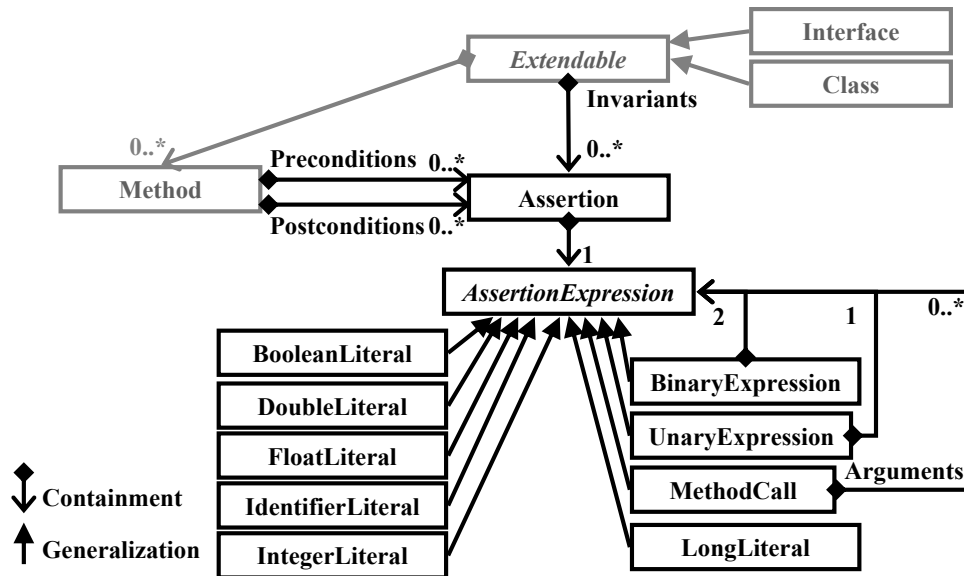 Interface
Extendable
Class
Invariants
0..*
0..*
Preconditions
0..*
Method
Assertion
Postconditions
0..*
1
AssertionExpression
2
1
0..*
BooleanLiteral
BinaryExpression
DoubleLiteral
UnaryExpression
FloatLiteral
Arguments
MethodCall
Containment
IdentifierLiteral
Generalization
IntegerLiteral
LongLiteral